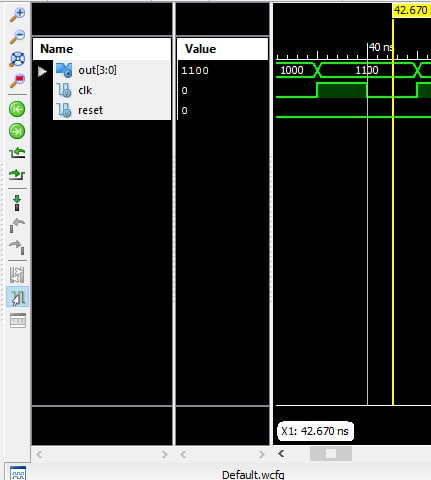 42.670 ns
Name
Value
40 ns
out[3:0]
1100
1000
1100
clk
0
reset
0
X1: 42.670 ns
Default.wcfg